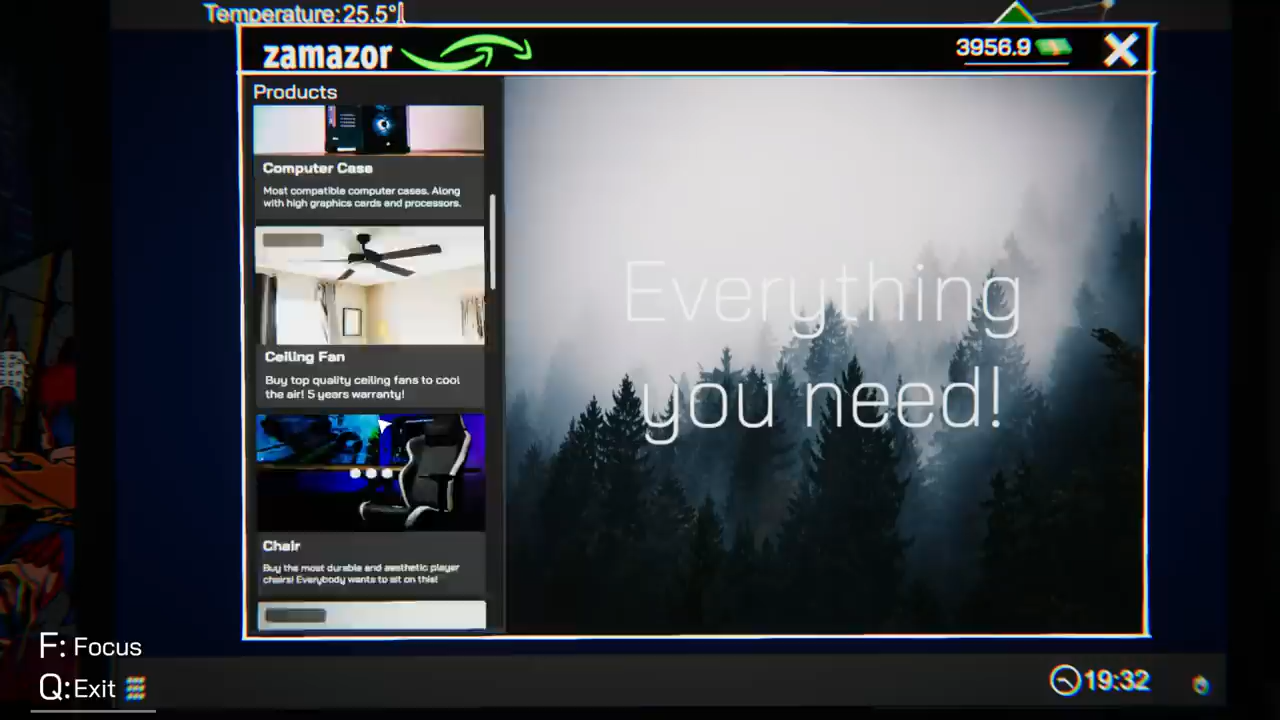 Temperature: 25.5°
zamazor
3956.9
Products
Computer Case
Most compatible computer cases. Along
with high graphics cards and processors.
Ceiling Fan
Buy top quality ceiling fans to cool
the air! 5 years warranty!
Chair
Buy the most durable and aesthetic player
chairs! Everybody wants to sit on this!
Everything
you need!
F: Focus
Q: Exit
19:32